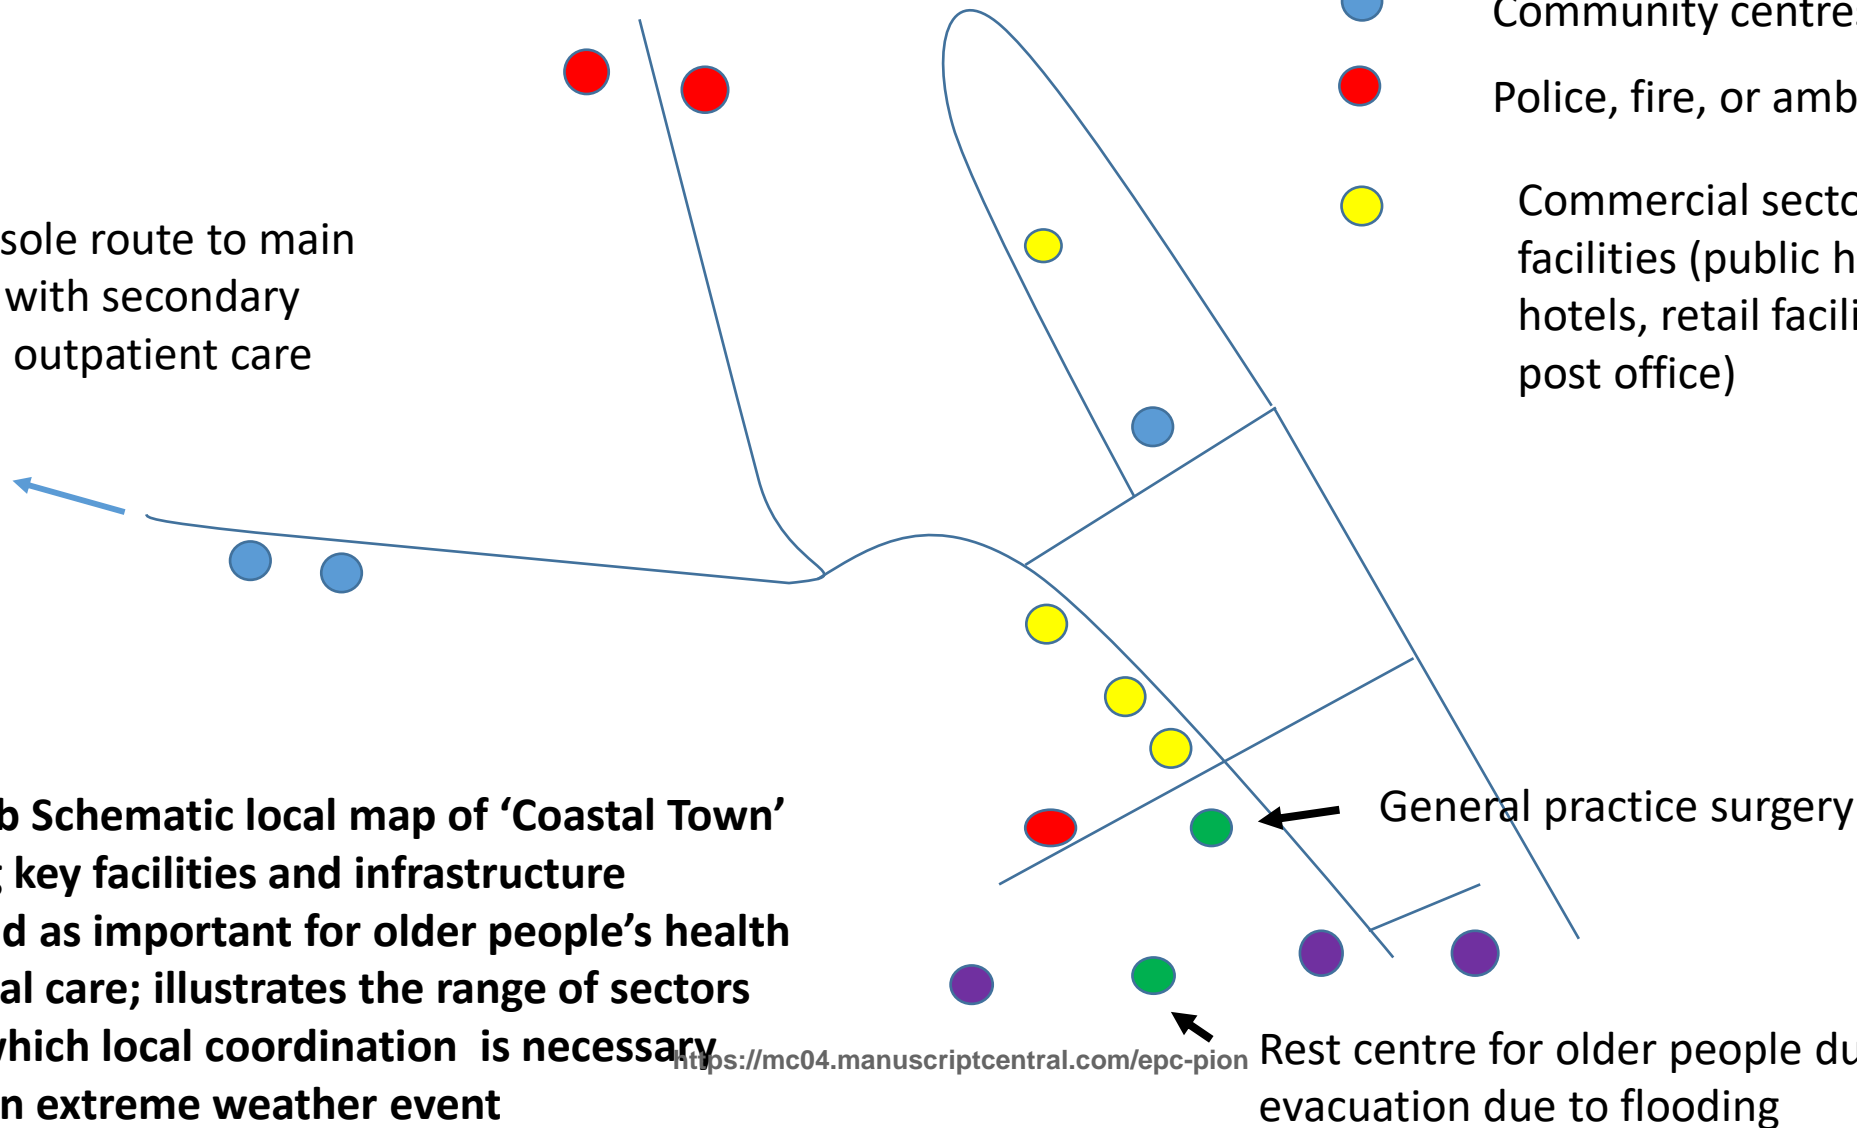 Community centres
Police, fire, or amb
Commercial secto
facilities (public h
hotels, retail facili
post office)
sole route to main
with secondary
outpatient care
General practice surgery
b Schematic local map of ‘Coastal Town’
g key facilities and infrastructure
d as important for older people’s health
al care; illustrates the range of sectors
which local coordination is necessary
n extreme weather event
https://mc04.manuscriptcentral.com/epc-pion
Rest centre for older people du
evacuation due to flooding